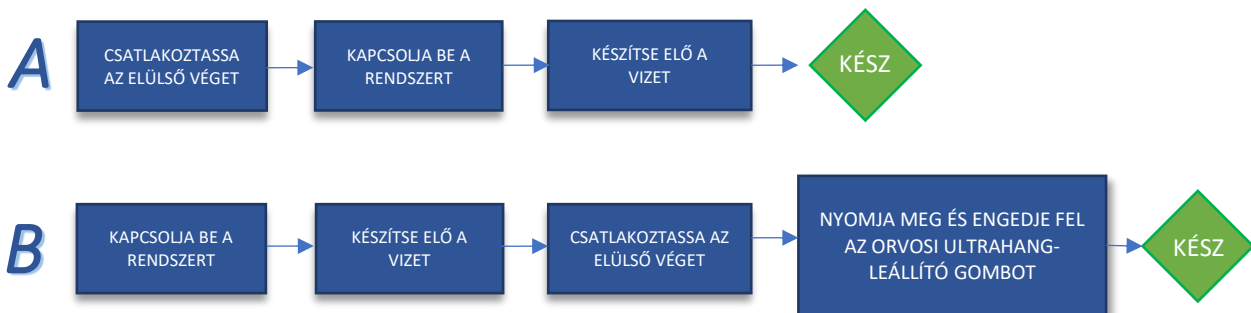 A
CSATLAKOZTASSA
AZ ELÜLSŐ VÉGET
KAPCSOLJA BE A
RENDSZERT
KÉSZÍTSE ELŐ A
VIZET
KÉSZ
B
KAPCSOLJA BE A
RENDSZERT
KÉSZÍTSE ELŐ A
VIZET
CSATLAKOZTASSA AZ
ELÜLSŐ VÉGET
NYOMJA MEG ÉS ENGEDJE FEL
AZ ORVOSI ULTRAHANG-
LEÁLLÍTÓ GOMBOT
KÉSZ